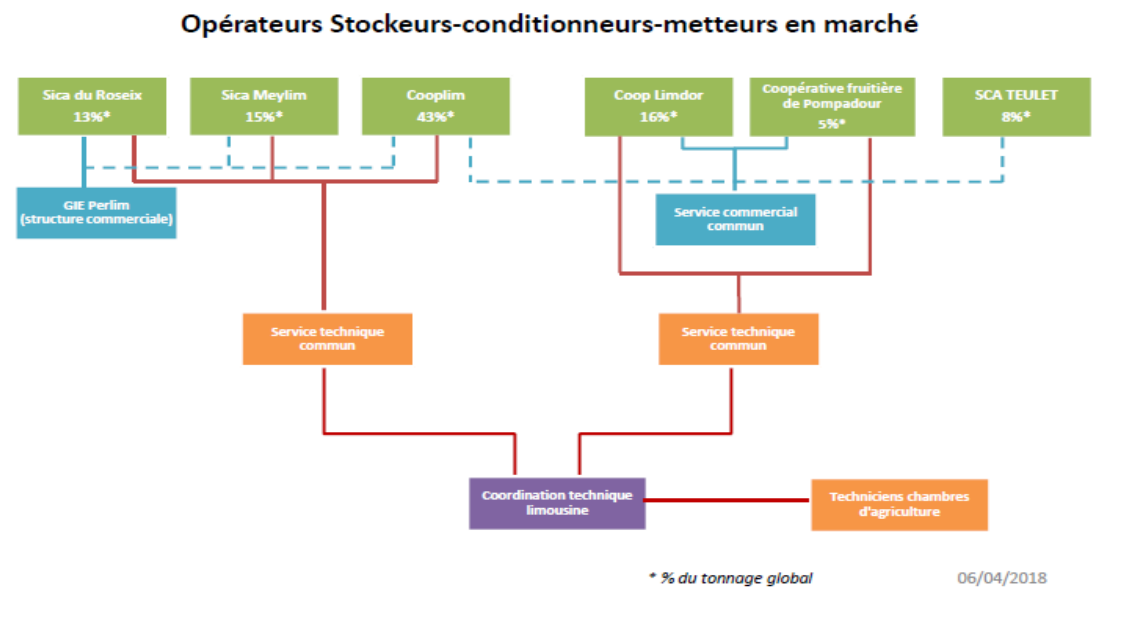 Opérateurs Stockeurs-conditionneurs-metteurs en marché
Sica du Roseix
13%*
Sica Meylim
15%*
Cooplim
43%*
Coop Limdor
16%*
Coopérative fruitière
de Pompadour
5%*
SCA TEULET
8%*
GIE Perlim
(structure commerciale)
Service commercial
commun
Service technique
commun
Service technique
commun
Coordination technique
limousine
Techniciens chambres
d'agriculture
* % du tonnage global
06/04/2018